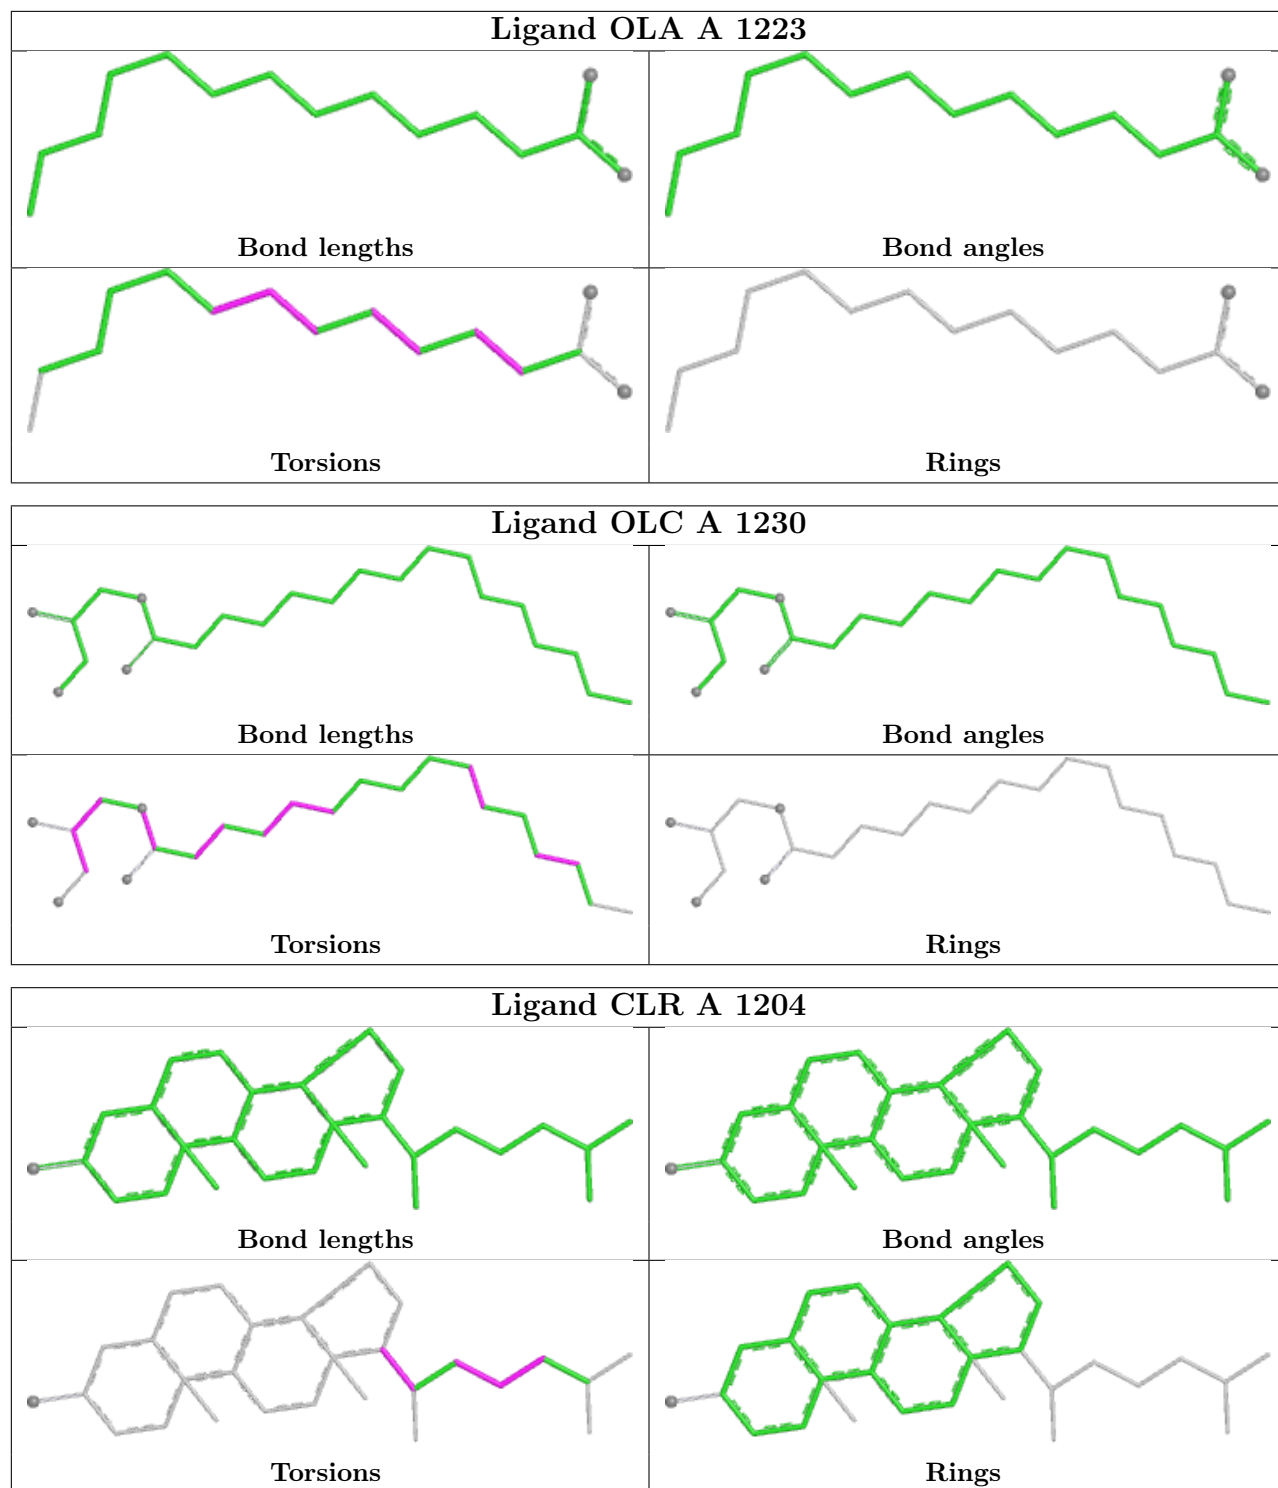 Ligand OLA A 1223
Bond lengths
Bond angles
Torsions
Rings
Ligand OLC A 1230
Bond lengths
Bond angles
Torsions
Rings
Ligand CLR A 1204
Bond lengths
Bond angles
Torsions
Rings